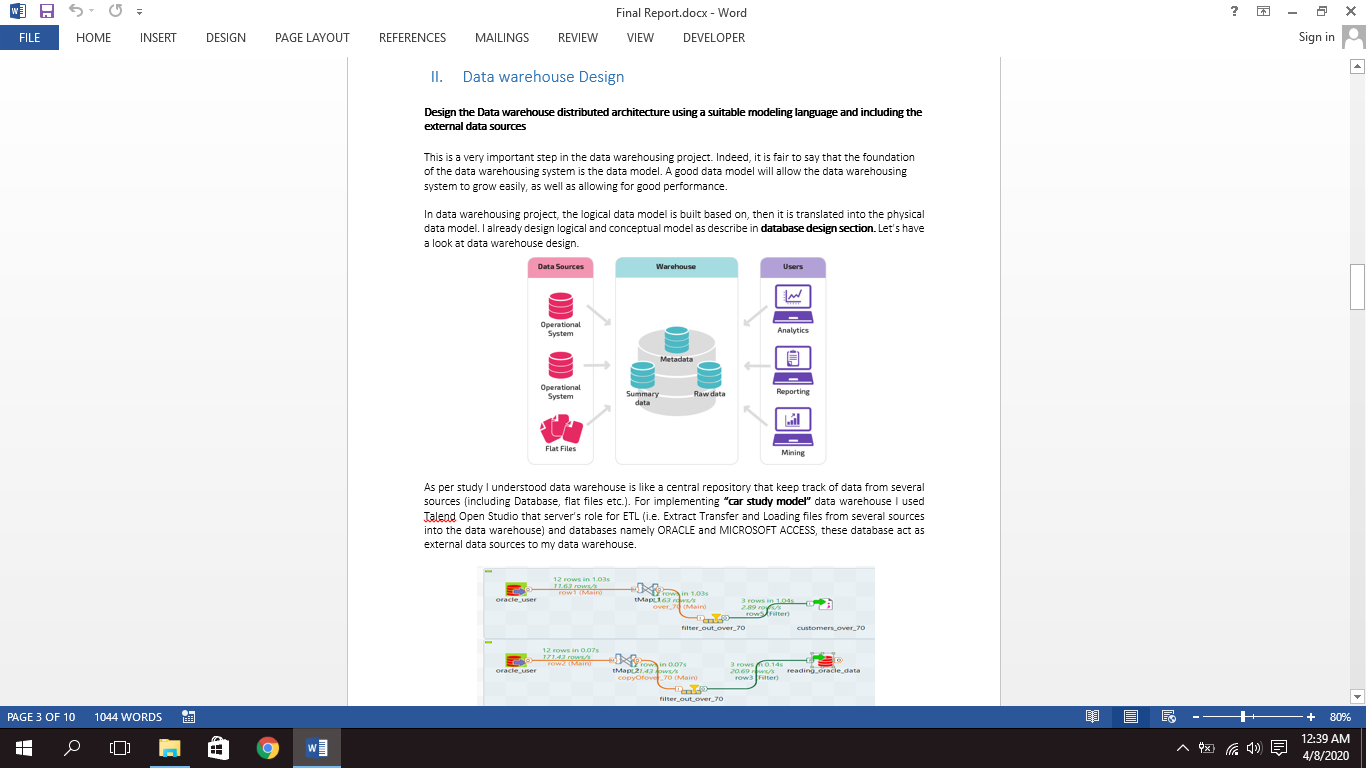 Final Report.docx - Word
FILE HOME INSERT DESIGN PAGE LAYOUT REFERENCES MAILINGS REVIEW VIEW DEVELOPER Sign in
II. Data warehouse Design
Design the Data warehouse distributed architecture using a suitable modeling language and including the
external data sources
This is a very important step in the data warehousing project. Indeed, it is fair to say that the foundation
of the data warehousing system is the data model. A good data model will allow the data warehousing
system to grow easily, as well as allowing for good performance.
In data warehousing project, the logical data model is built based on, then it is translated into the physical
data model. I already design logical and conceptual model as describe in database design section. Let's have
a look at data warehouse design.
Data Sources
Operational
System
Operational
System
Flat Files
Warehouse
Metadata
Summary
data
Raw data
Users
Analytics
Reporting
Mining
As per study I understood data warehouse is like a central repository that keep track of data from several
sources (including Database, flat files etc.). For implementing “car study model” data warehouse I used
Talend Open Studio that server's role for ETL (i.e. Extract Transfer and Loading files from several sources
into the data warehouse) and databases namely ORACLE and MICROSOFT ACCESS, these database act as
external data sources to my data warehouse.
12 rows in 1.03s
11.63 rows/s
row1 (Main)
oracle_user
tMap_1
rows in 1.03s
rows/s
over_70 (Main)
filter_out_over_70
3 rows in 1.04s
2.89 rows/s
row5 (Filter)
customers_over_70
12 rows in 0.07s
171.43 rows/s
row2 (Main)
oracle_user
tMap_2
rows in 0.07s
rows/s
copyOfover_70 (Main)
filter_out_over_70
3 rows in 0.14s
20.69 rows/s
row3 (Filter)
reading_oracle_data
PAGE 3 OF 10 1044 WORDS 80%
12:39 AM
4/8/2020